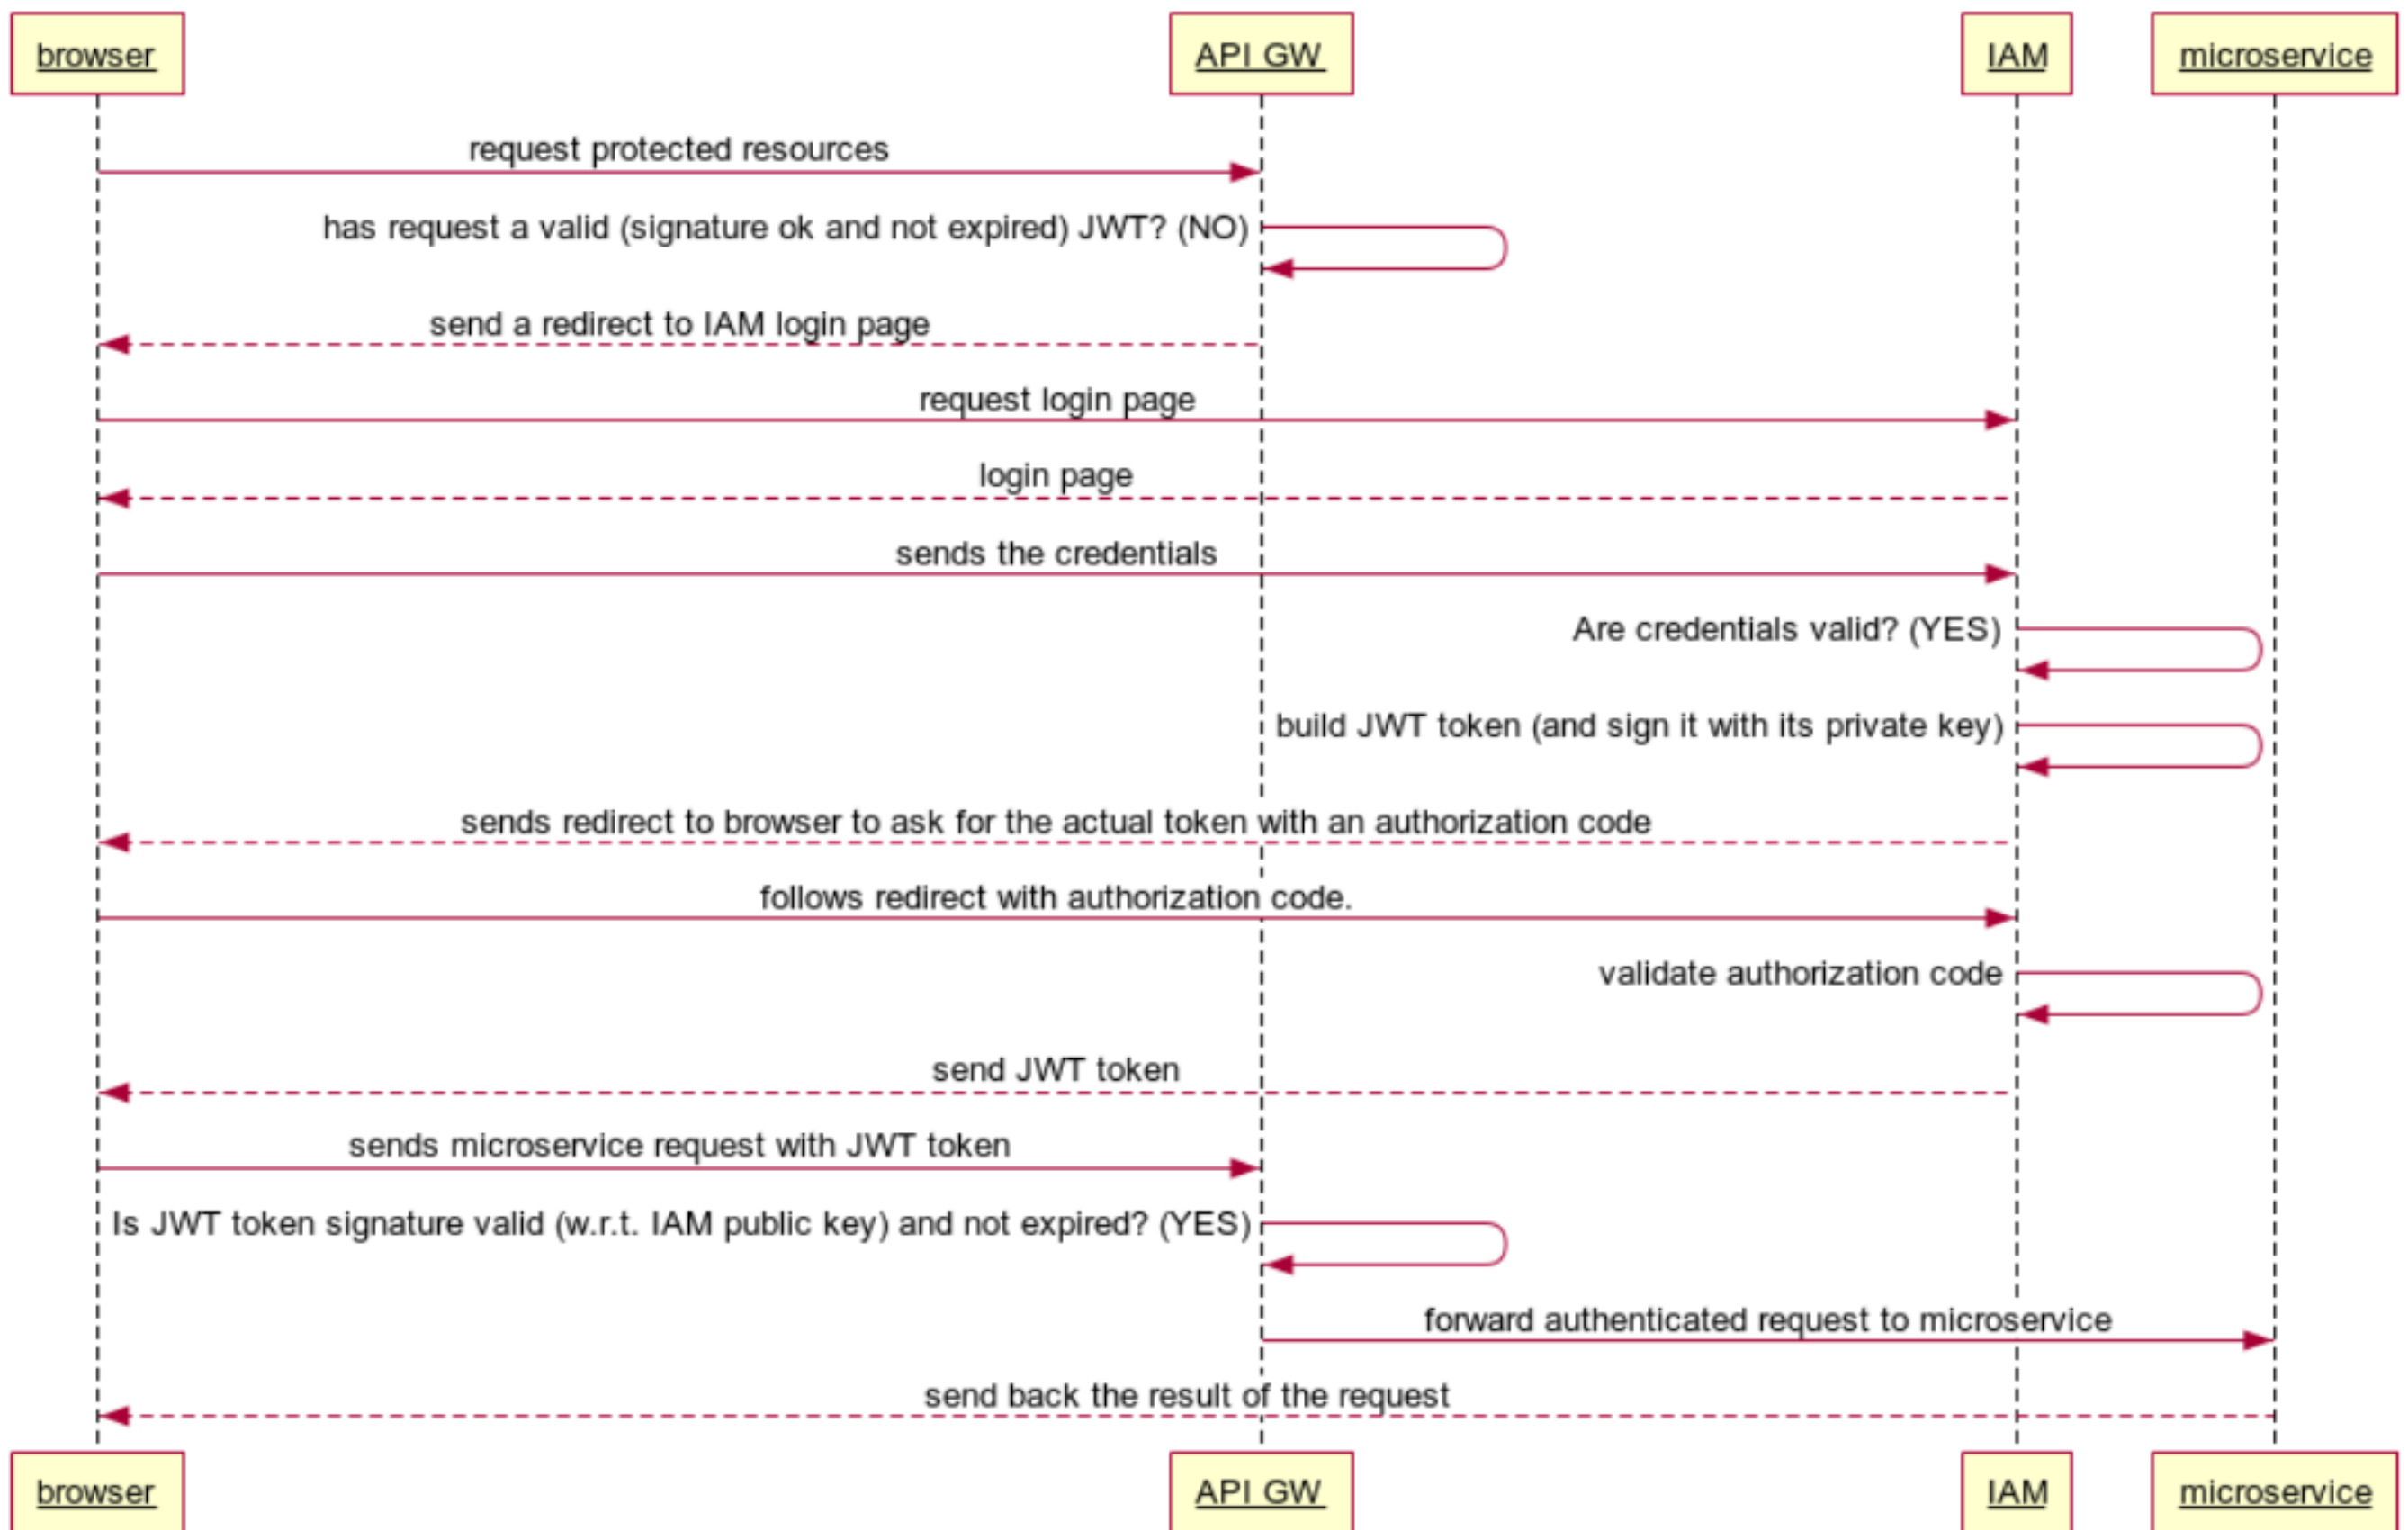 browser API GW IAM microservice
request protected resources
has request a valid (signature ok and not expired) JWT? (NO)
send a redirect to IAM login page
request login page
login page
sends the credentials
Are credentials valid? (YES)
build JWT token (and sign it with its private key)
sends redirect to browser to ask for the actual token with an authorization code
follows redirect with authorization code.
validate authorization code
send JWT token
sends microservice request with JWT token
Is JWT token signature valid (w.r.t. IAM public key) and not expired? (YES)
forward authenticated request to microservice
send back the result of the request
browser API GW IAM microservice